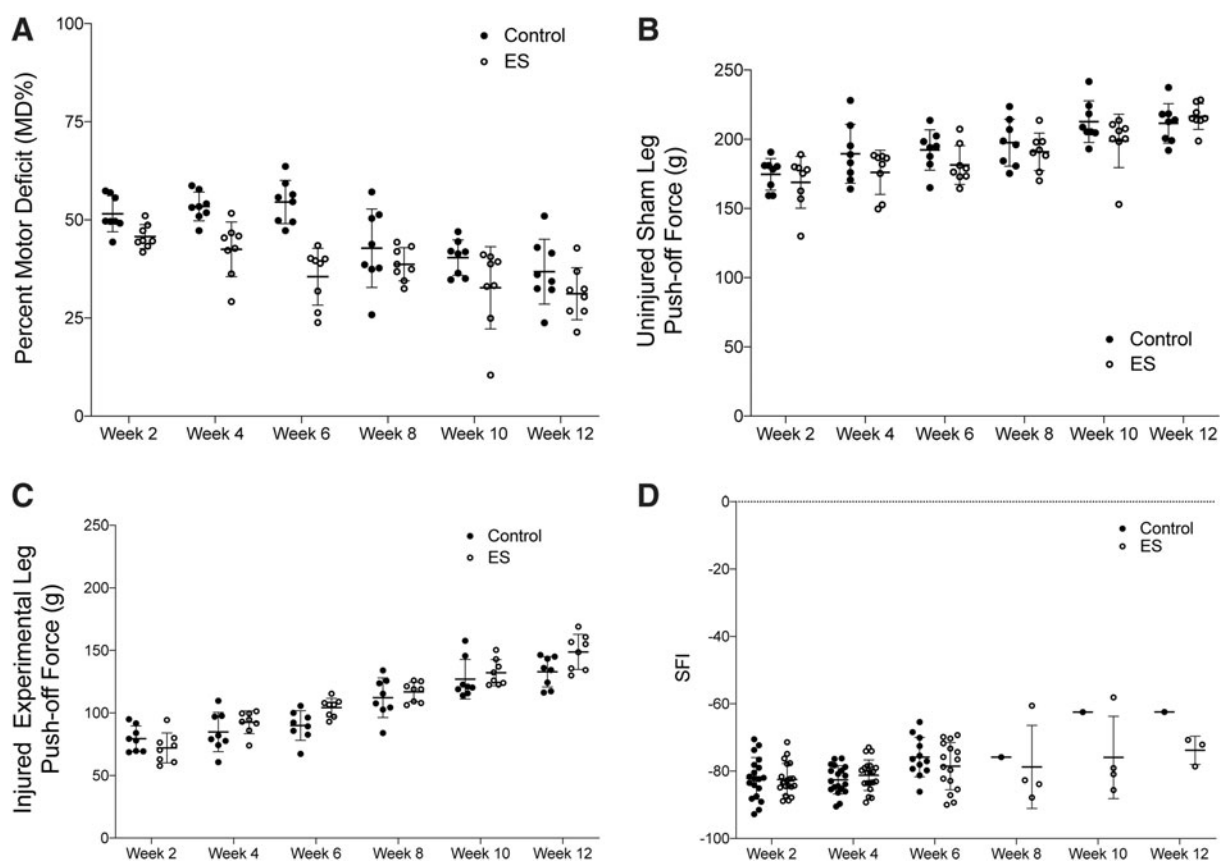 A
Percent Motor Deficit (MD%)
100
75
50
25
0
Control
ES
Week 2
Week 4
Week 6
Week 8
Week 10
Week 12
B
Uninjured Sham Leg
Push-off Force (g)
250
200
150
100
50
0
Control
ES
Week 2
Week 4
Week 6
Week 8
Week 10
Week 12
C
Injured Experimental Leg
Push-off Force (g)
250
200
150
100
50
0
Control
ES
Week 2
Week 4
Week 6
Week 8
Week 10
Week 12
D
SFI
0
-20
-40
-60
-80
-100
Control
ES
Week 2
Week 4
Week 6
Week 8
Week 10
Week 12